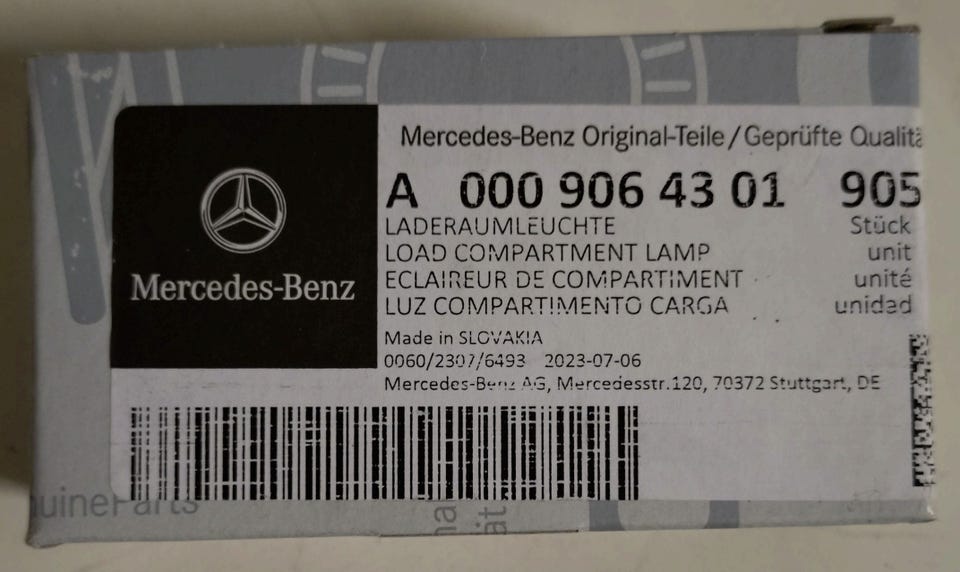 Mercedes-Benz Original-Teile/Geprüfte Qualitä
A 000 906 43 01 905
LADERAUMLEUCHTE Stück
LOAD COMPARTMENT LAMP unit
ECLAIREUR DE COMPARTIMENT unité
LUZ COMPARTIMENTO CARGA unidad
Mercedes-Benz
Made in SLOVAKIA
0060/2307/6493 2023-07-06
Mercedes-Benz AG, Mercedesstr.120, 70372 Stuttgart, DE
nuineParts